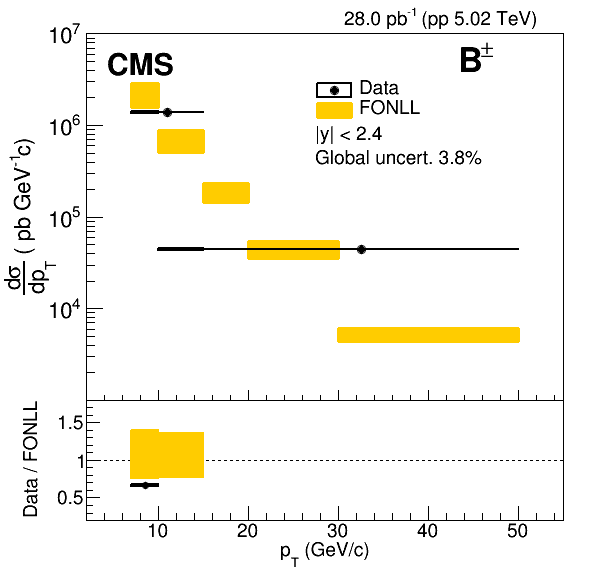 28.0 pb⁻¹ (pp 5.02 TeV)
CMS
B±
Data
FONLL
|y| < 2.4
Global uncert. 3.8%
dσ/dp_T ( pb GeV⁻¹c)
10⁷
10⁶
10⁵
10⁴
Data / FONLL
1.5
1
0.5
10 20 30 40 50
p_T (GeV/c)